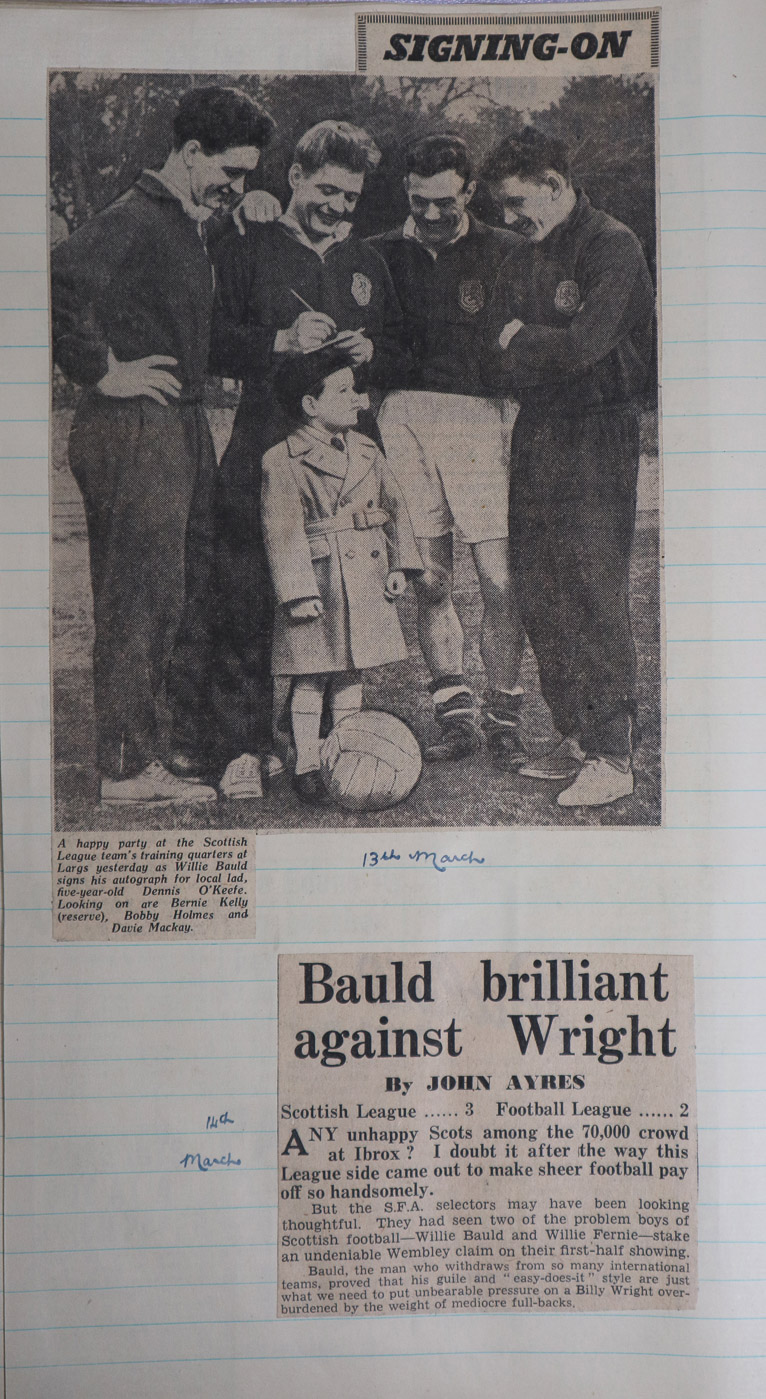 SIGNING-ON
A happy party at the Scottish
League team's training quarters at
Largs yesterday as Willie Bauld
signs his autograph for local lad,
five-year-old Dennis O'Keefe.
Looking on are Bernie Kelly
(reserve), Bobby Holmes and
Davie Mackay.
13th March
Bauld brilliant
against Wright
By JOHN AYRES
Scottish League ...... 3 Football League ...... 2
ANY unhappy Scots among the 70,000 crowd
at Ibrox? I doubt it after the way this
League side came out to make sheer football pay
off so handsomely.
But the S.F.A. selectors may have been looking
thoughtful. They had seen two of the problem boys of
Scottish football—Willie Bauld and Willie Fernie—stake
an undeniable Wembley claim on their first-half showing.
Bauld, the man who withdraws from so many international
teams, proved that his guile and "easy-does-it" style are just
what we need to put unbearable pressure on a Billy Wright over-
burdened by the weight of mediocre full-backs.
14th
March